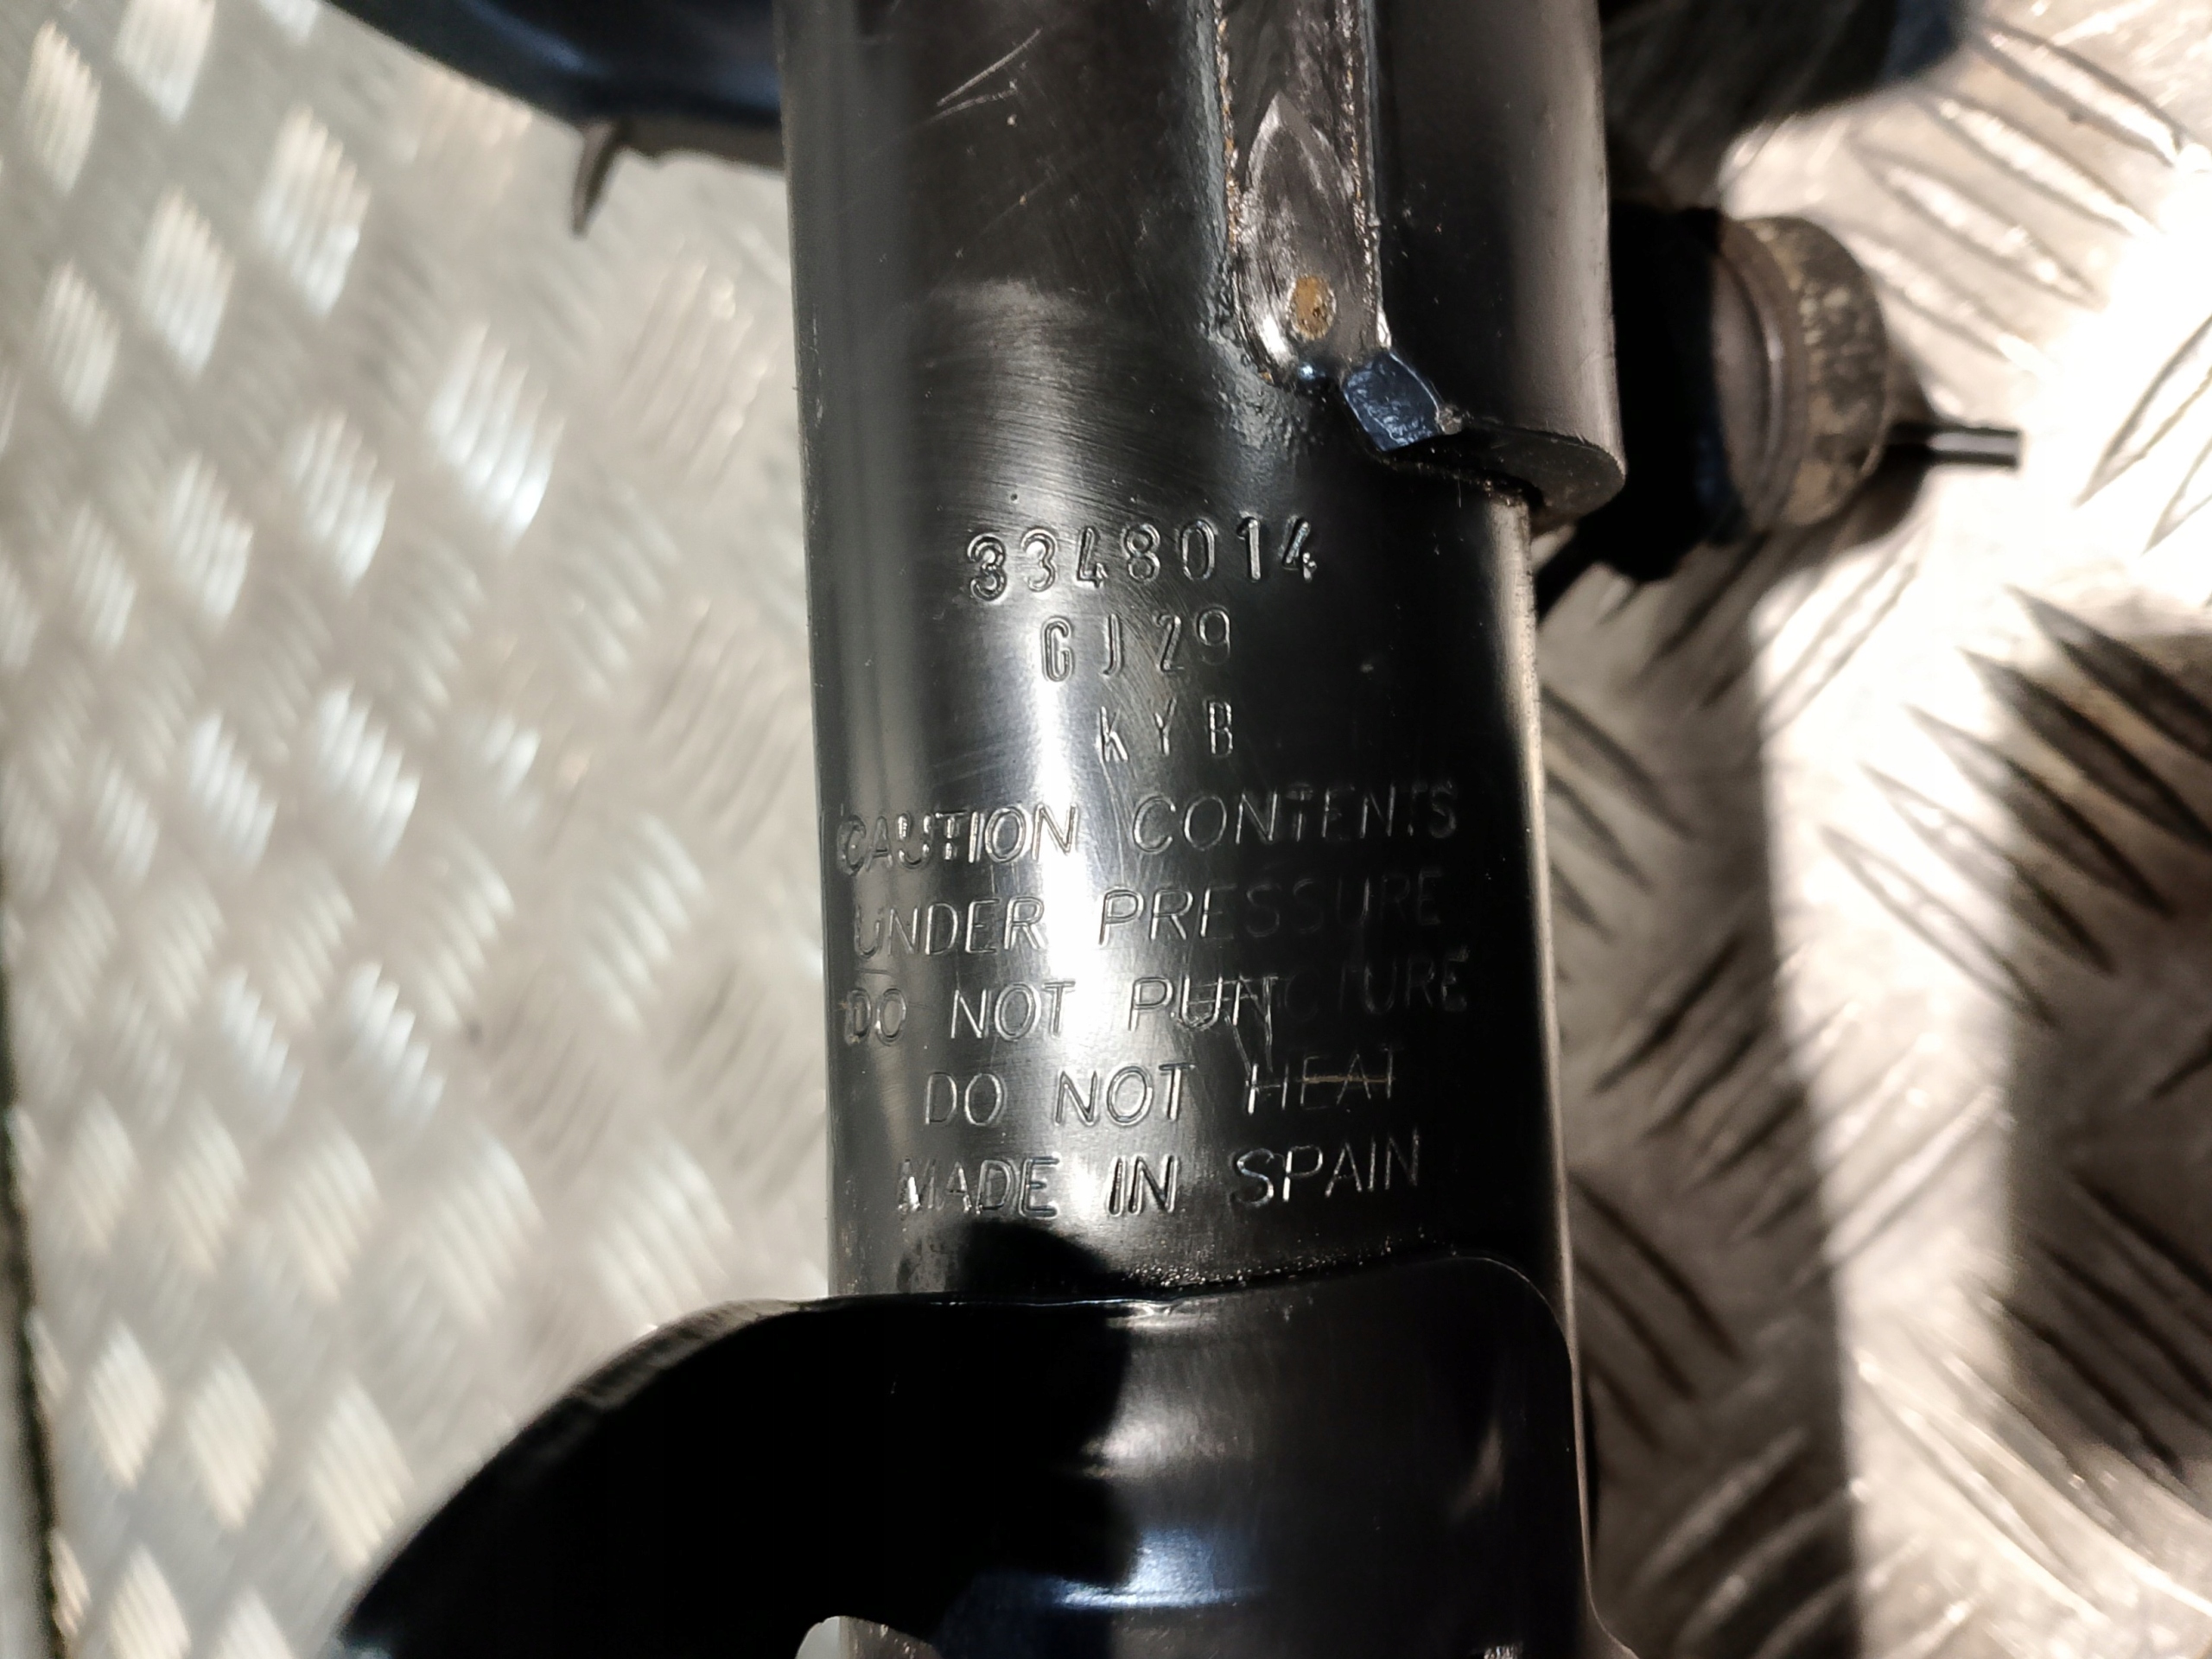 3348014
GJ29
KYB
CAUTION CONTENTS
UNDER PRESSURE
DO NOT PUNCTURE
DO NOT HEAT
MADE IN SPAIN